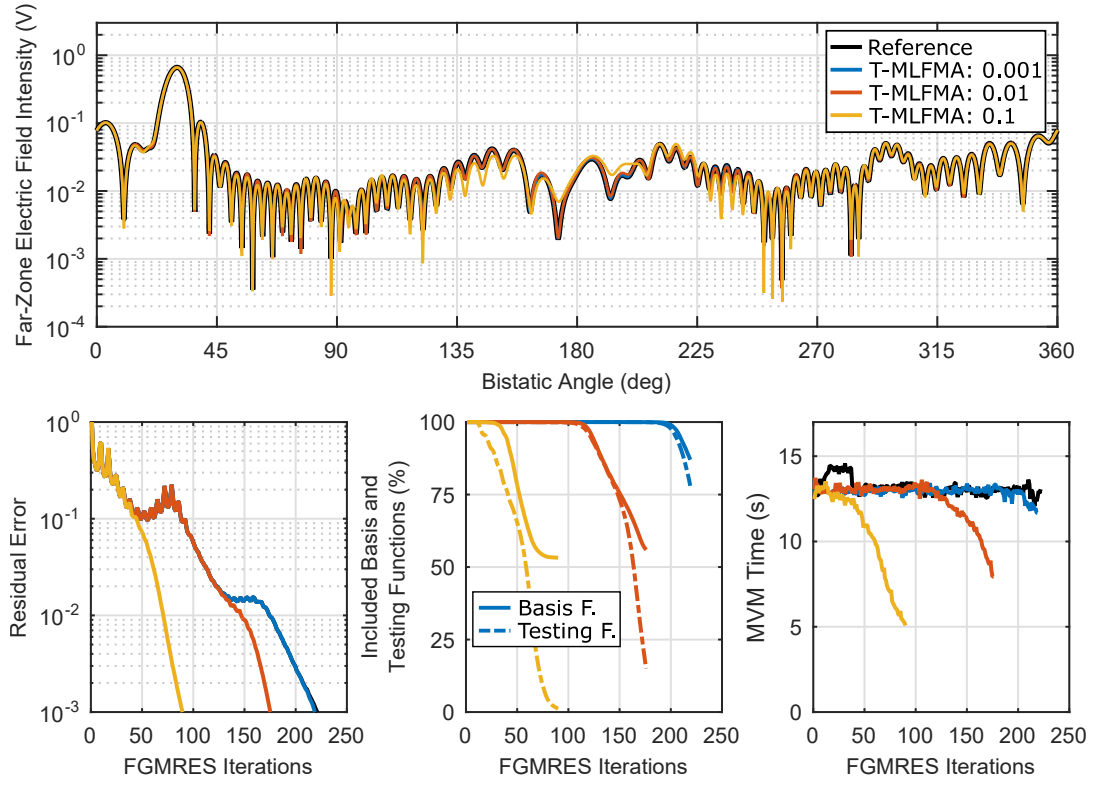 Far-Zone Electric Field Intensity (V)
10^0
10^-1
10^-2
10^-3
10^-4
Reference
T-MLFMA: 0.001
T-MLFMA: 0.01
T-MLFMA: 0.1
0 45 90 135 180 225 270 315 360
Bistatic Angle (deg)
Residual Error
10^0
10^-1
10^-2
10^-3
0 50 100 150 200 250
FGMRES Iterations
Included Basis and
Testing Functions (%)
100
75
50
25
0
Basis F.
Testing F.
0 50 100 150 200 250
FGMRES Iterations
MVM Time (s)
15
10
5
0
0 50 100 150 200 250
FGMRES Iterations